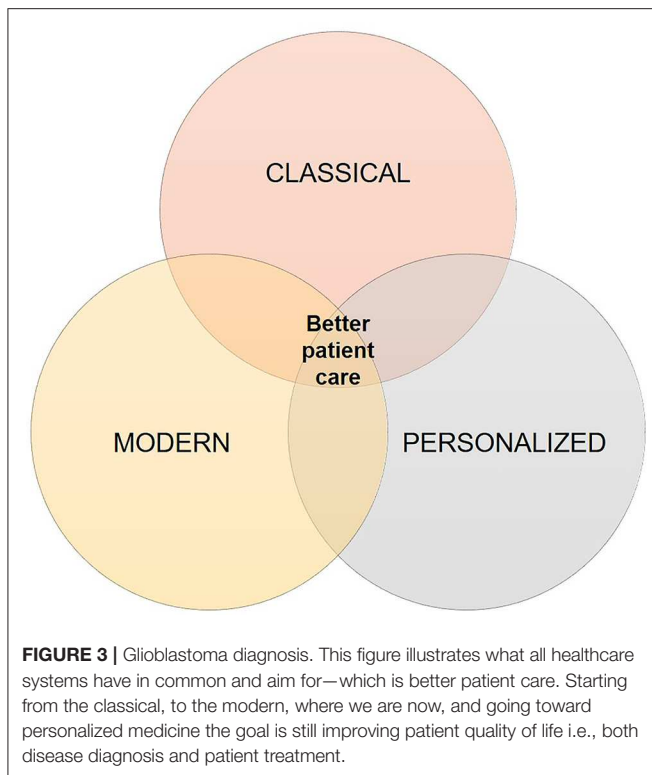 CLASSICAL
Better
patient
care
MODERN
PERSONALIZED
FIGURE 3 | Glioblastoma diagnosis. This figure illustrates what all healthcare
systems have in common and aim for—which is better patient care. Starting
from the classical, to the modern, where we are now, and going toward
personalized medicine the goal is still improving patient quality of life i.e., both
disease diagnosis and patient treatment.